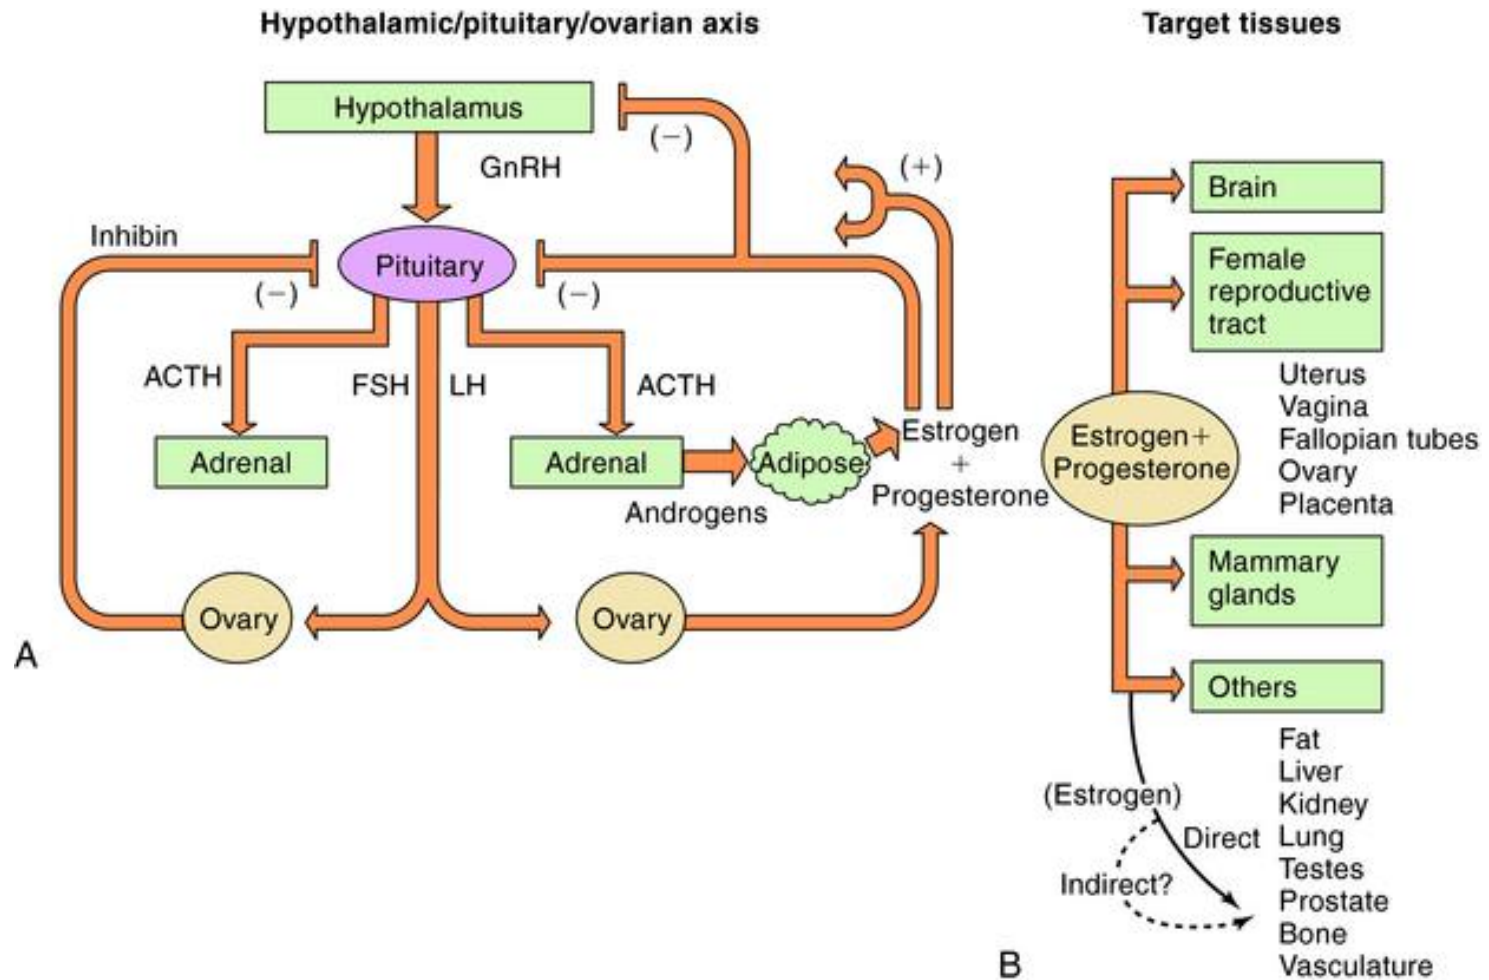 Hypothalamic/pituitary/ovarian axis
Hypothalamus
(−)
GnRH
(+)
Inhibin
Pituitary
(−)
(−)
ACTH
FSH
LH
ACTH
Adrenal
Adrenal
Androgens
Adipose
Estrogen
+
Progesterone
Ovary
Ovary
A
Target tissues
Brain
Female
reproductive
tract
Uterus
Vagina
Fallopian tubes
Ovary
Placenta
Estrogen+
Progesterone
Mammary
glands
Others
Fat
Liver
Kidney
Lung
Testes
Prostate
Bone
Vasculature
(Estrogen)
Direct
Indirect?
B